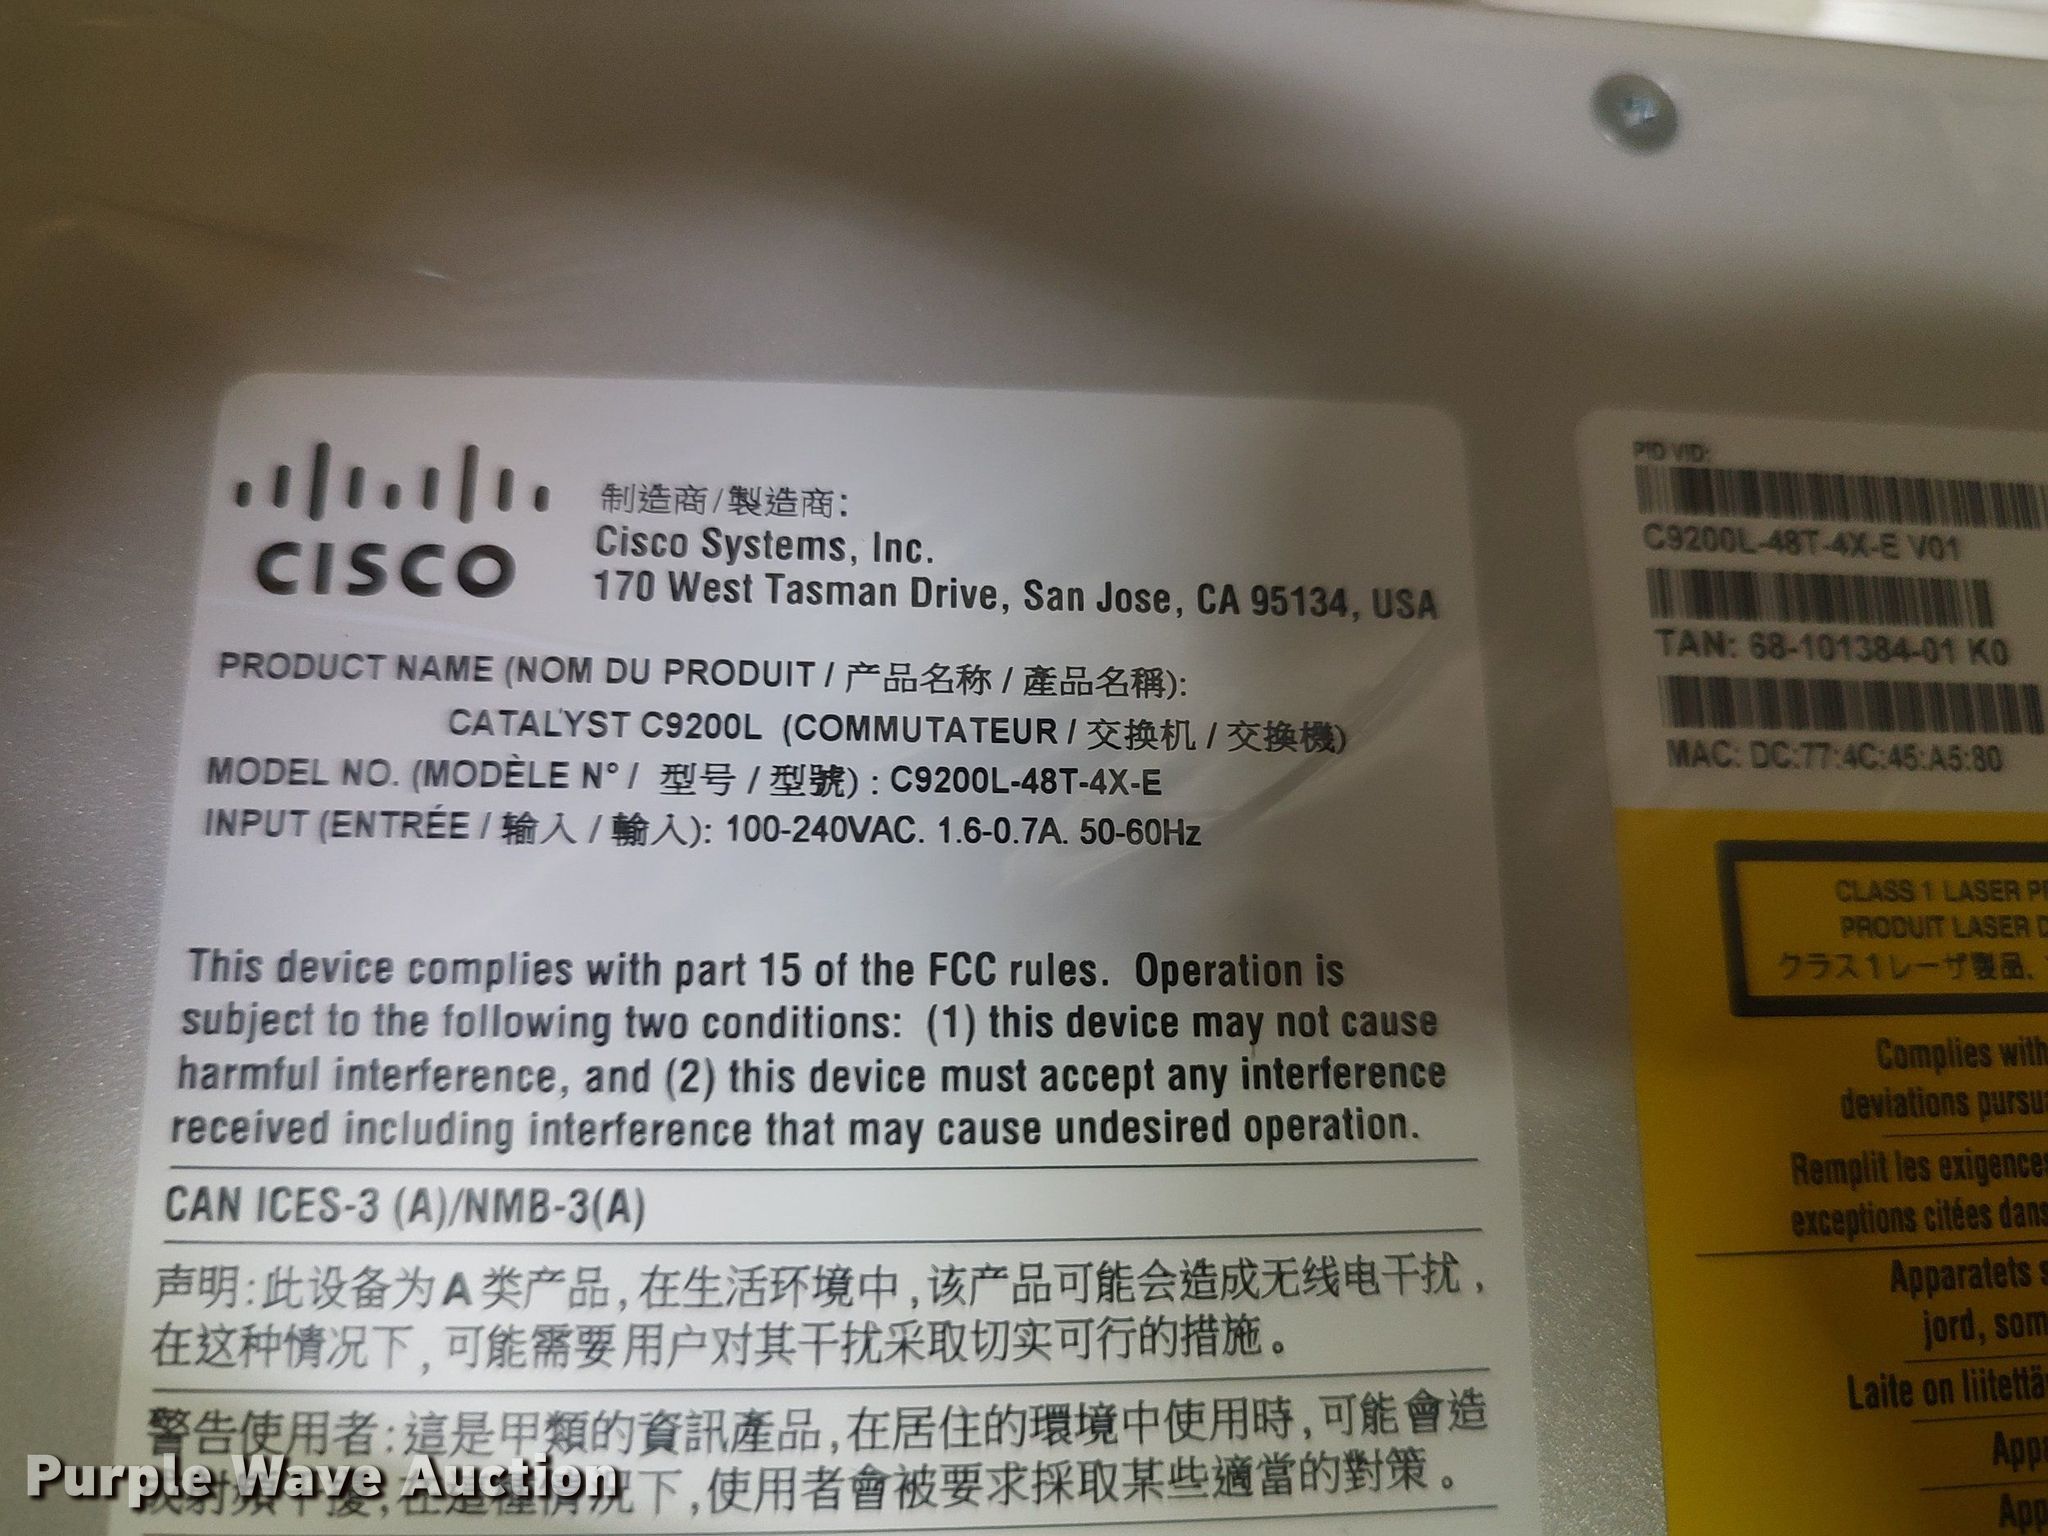 CISCO
制造商/製造商:
Cisco Systems, Inc.
170 West Tasman Drive, San Jose, CA 95134, USA
PRODUCT NAME (NOM DU PRODUIT / 产品名称 / 產品名稱):
CATALYST C9200L (COMMUTATEUR / 交换机 / 交換機)
MODEL NO. (MODÈLE N° / 型号 / 型號) : C9200L-48T-4X-E
INPUT (ENTRÉE / 输入 / 輸入): 100-240VAC. 1.6-0.7A. 50-60Hz
This device complies with part 15 of the FCC rules. Operation is
subject to the following two conditions: (1) this device may not cause
harmful interference, and (2) this device must accept any interference
received including interference that may cause undesired operation.
CAN ICES-3 (A)/NMB-3(A)
声明:此设备为A类产品,在生活环境中,该产品可能会造成无线电干扰,
在这种情况下,可能需要用户对其干扰采取切实可行的措施。
警告使用者:這是甲類的資訊產品,在居住的環境中使用時,可能會造
成射頻干擾,在這種情況下,使用者會被要求採取某些適當的對策。
PID VID:
C9200L-48T-4X-E V01
TAN: 68-101384-01 K0
MAC: DC:77:4C:45:A5:80
CLASS 1 LASER
PRODUIT LASER
クラス1レーザ製品.
Complies with
deviations
Remplit les exigences
exceptions citées dans
Apparatets
jord, som
Laite on
Purple Wave Auction